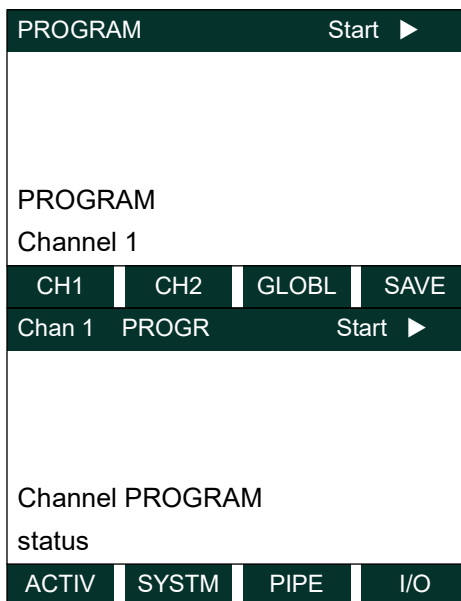 PROGRAM Start ▶
PROGRAM
Channel 1
CH1 CH2 GLOBL SAVE
Chan 1 PROGR Start ▶
Channel PROGRAM
status
ACTIV SYSTM PIPE I/O